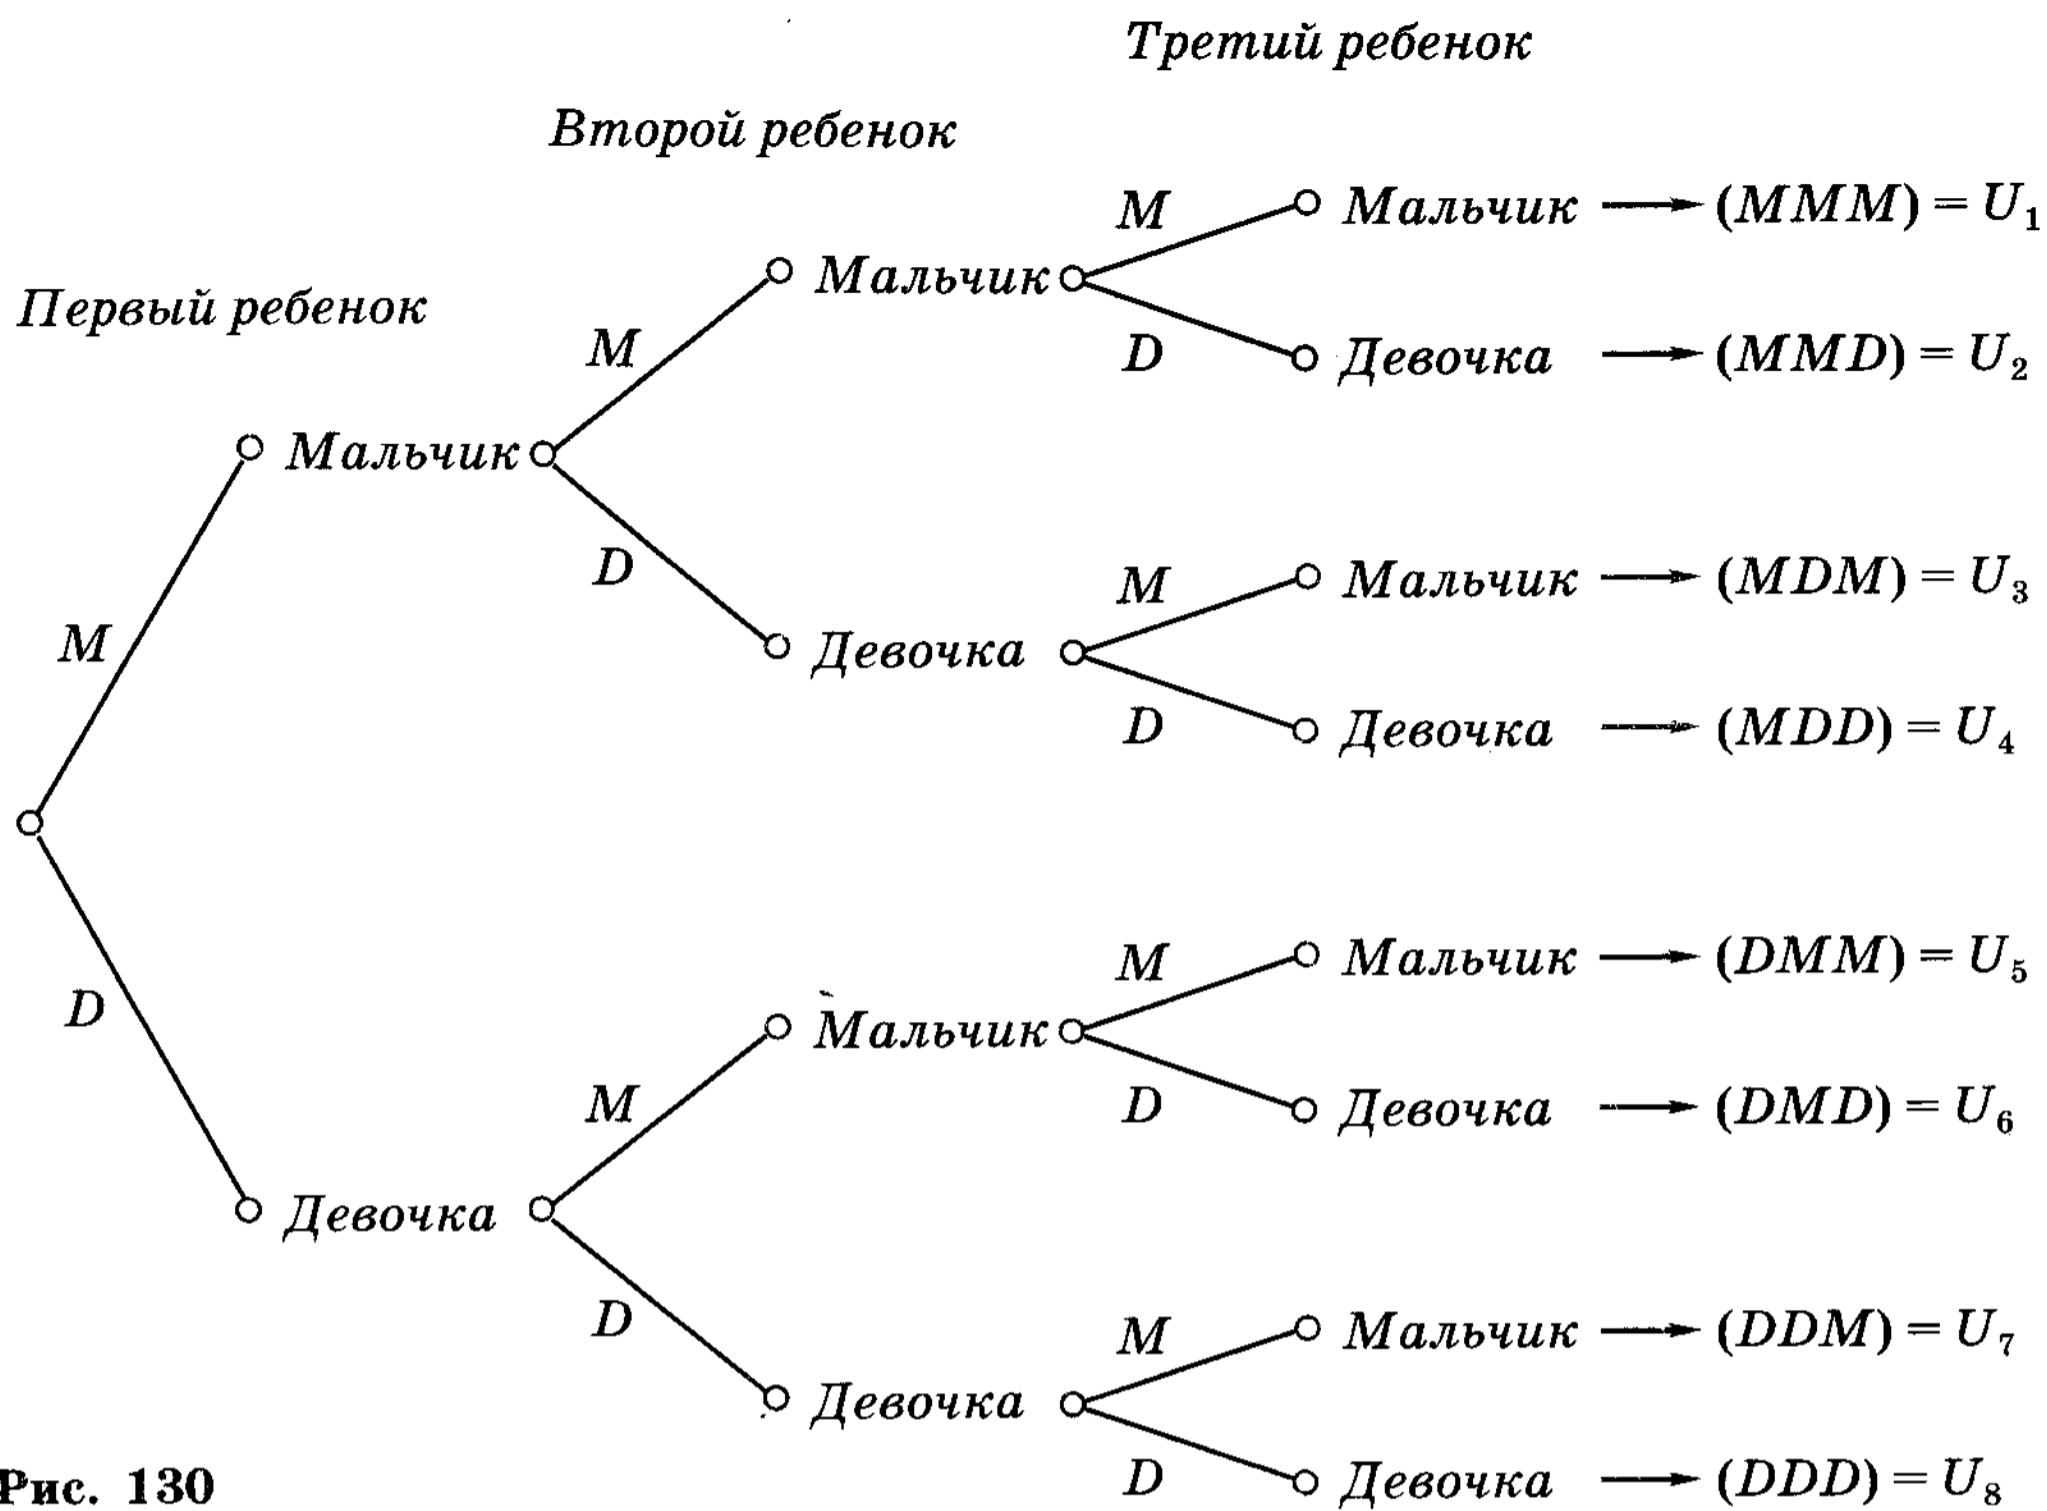 Третий ребенок
Второй ребенок
M Мальчик (MMM) = U₁
Первый ребенок
Мальчик
M
D Девочка (MMD) = U₂
Мальчик
D
M Мальчик (MDM) = U₃
M
Девочка
D Девочка (MDD) = U₄
M Мальчик (DMM) = U₅
D
Мальчик
M
D Девочка (DMD) = U₆
Девочка
D
M Мальчик (DDM) = U₇
Девочка
D Девочка (DDD) = U₈
Рис. 130